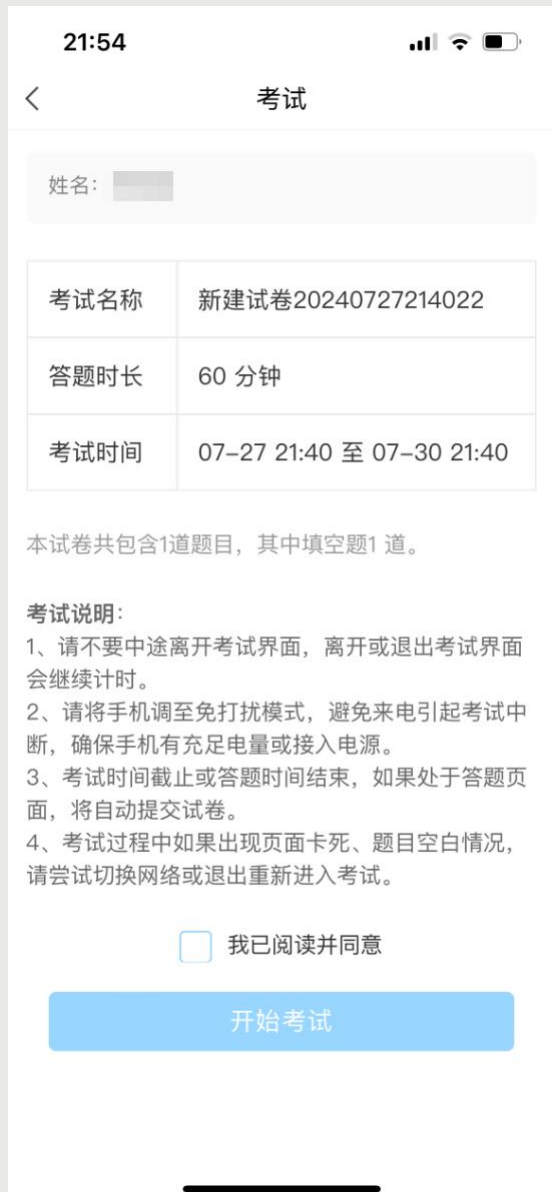 21:54
考试
姓名：
考试名称 新建试卷20240727214022
答题时长 60 分钟
考试时间 07-27 21:40 至 07-30 21:40
本试卷共包含1道题目，其中填空题1 道。
考试说明：
1、请不要中途离开考试界面，离开或退出考试界面
会继续计时。
2、请将手机调至免打扰模式，避免来电引起考试中
断，确保手机有充足电量或接入电源。
3、考试时间截止或答题时间结束，如果处于答题页
面，将自动提交试卷。
4、考试过程中如果出现页面卡死、题目空白情况，
请尝试切换网络或退出重新进入考试。
我已阅读并同意
开始考试